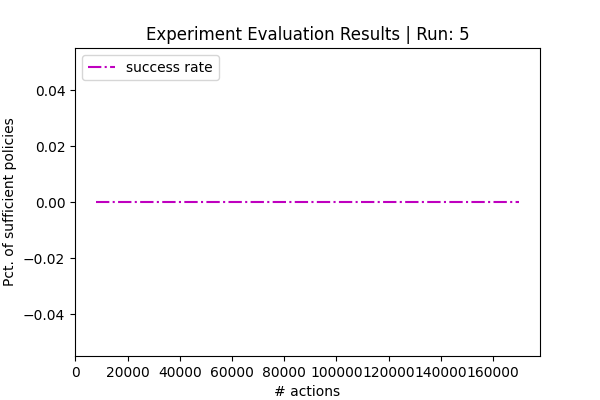 Experiment Evaluation Results | Run: 5
success rate
Pct. of sufficient policies
0.04
0.02
0.00
−0.02
−0.04
0 20000 40000 60000 80000 100000 120000 140000 160000
# actions